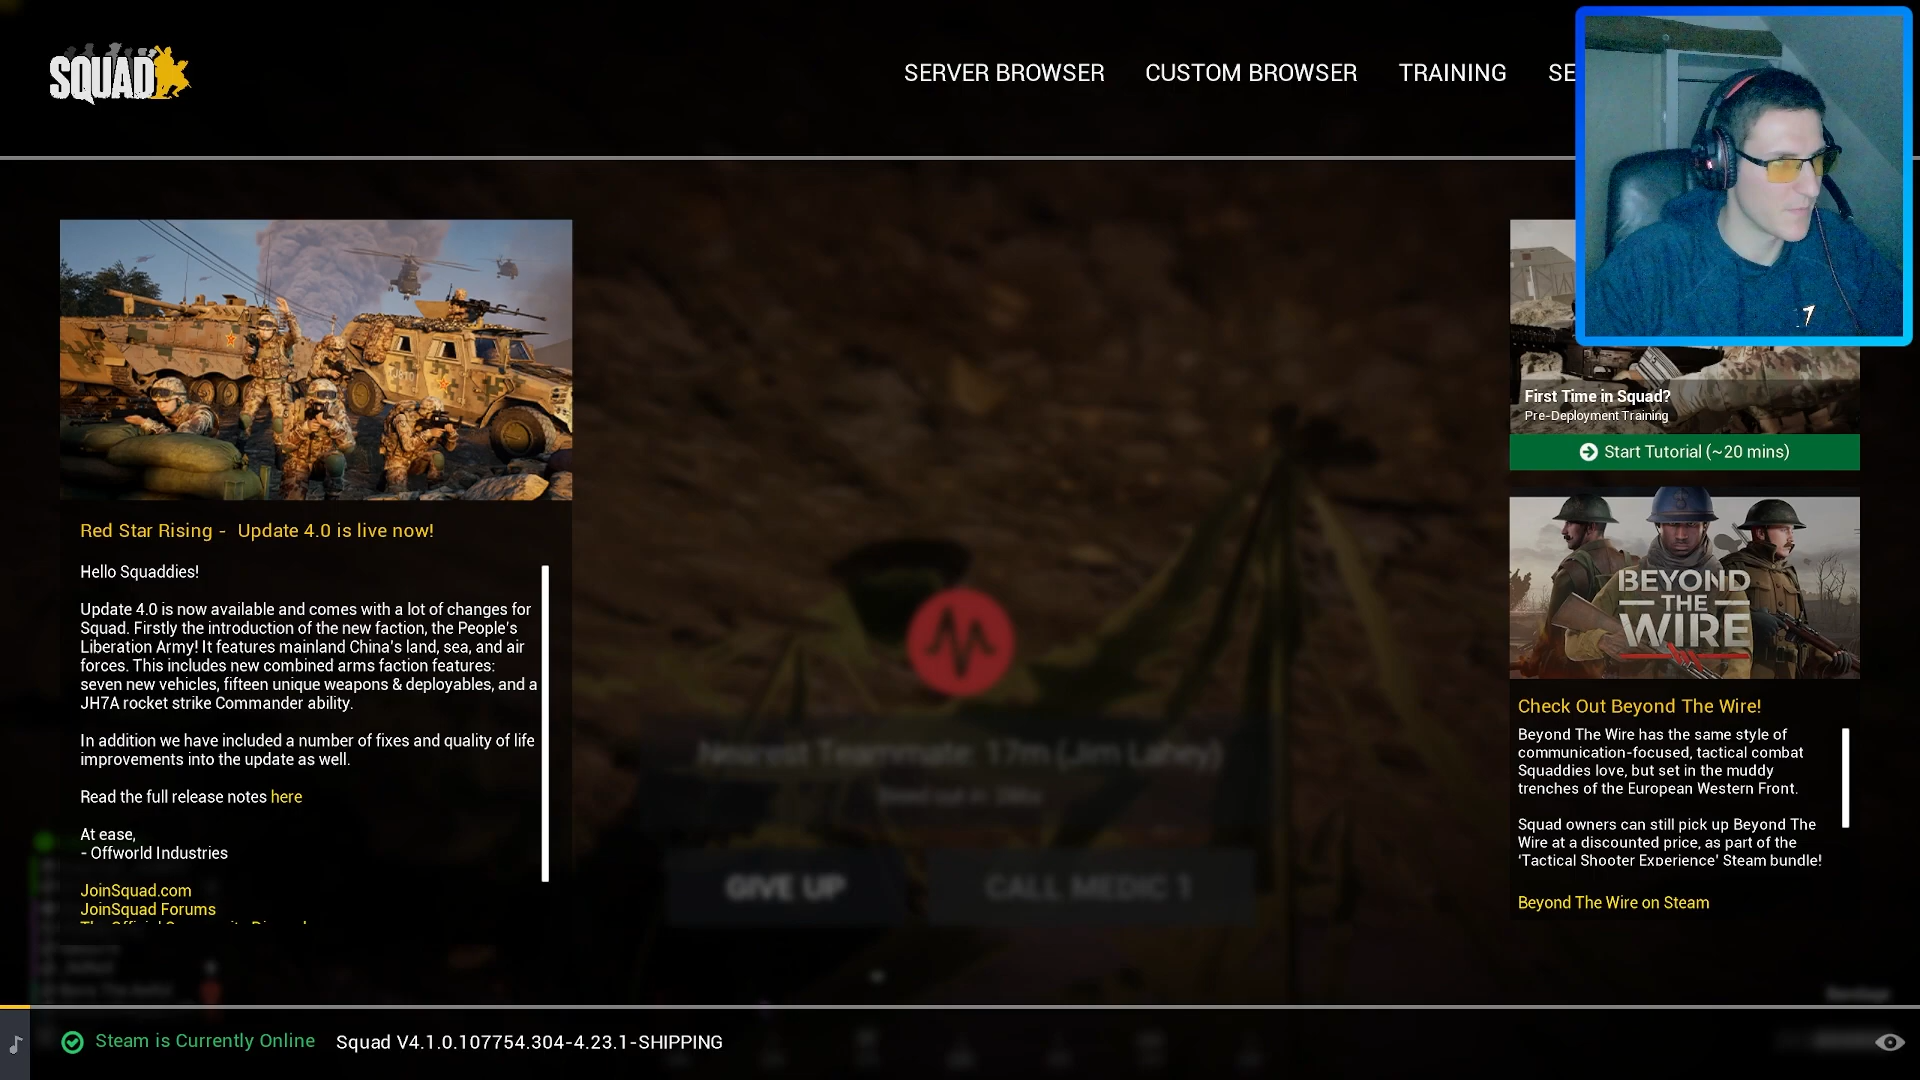 SQUAD
SERVER BROWSER
CUSTOM BROWSER
TRAINING
SE
Red Star Rising - Update 4.0 is live now!
Hello Squaddies!
Update 4.0 is now available and comes with a lot of changes for
Squad. Firstly the introduction of the new faction, the People's
Liberation Army! It features mainland China's land, sea, and air
forces. This includes new combined arms faction features:
seven new vehicles, fifteen unique weapons & deployables, and a
JH7A rocket strike Commander ability.
In addition we have included a number of fixes and quality of life
improvements into the update as well.
Read the full release notes here
At ease,
- Offworld Industries
JoinSquad.com
JoinSquad Forums
Nearest Teammate: 17m (Jim Lahey)
GIVE UP
CALL MEDIC 1
First Time in Squad?
Pre-Deployment Training
Start Tutorial (~20 mins)
BEYOND
THE
WIRE
Check Out Beyond The Wire!
Beyond The Wire has the same style of
communication-focused, tactical combat
Squaddies love, but set in the muddy
trenches of the European Western Front.
Squad owners can still pick up Beyond The
Wire at a discounted price, as part of the
'Tactical Shooter Experience' Steam bundle!
Beyond The Wire on Steam
Steam is Currently Online
Squad V4.1.0.107754.304-4.23.1-SHIPPING